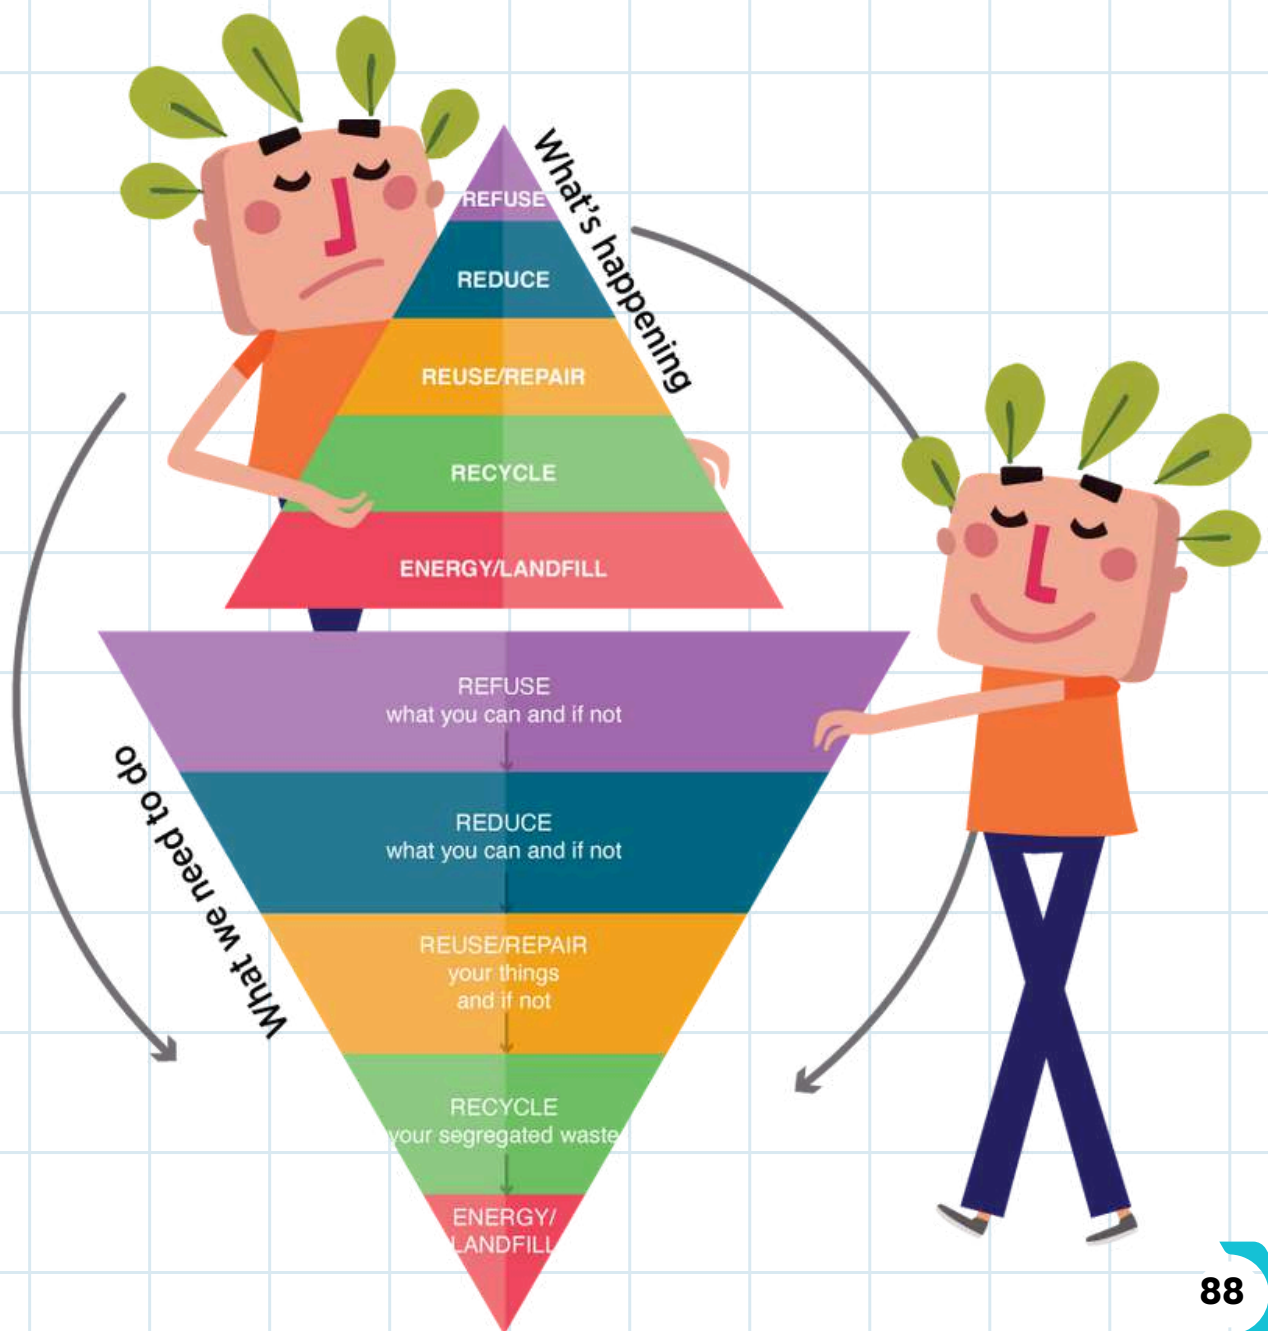 What's happening
REFUSE
REDUCE
REUSE/REPAIR
RECYCLE
ENERGY/LANDFILL
What we need to do
REFUSE
what you can and if not
REDUCE
what you can and if not
REUSE/REPAIR
your things
and if not
RECYCLE
your segregated waste
ENERGY/
LANDFILL
88